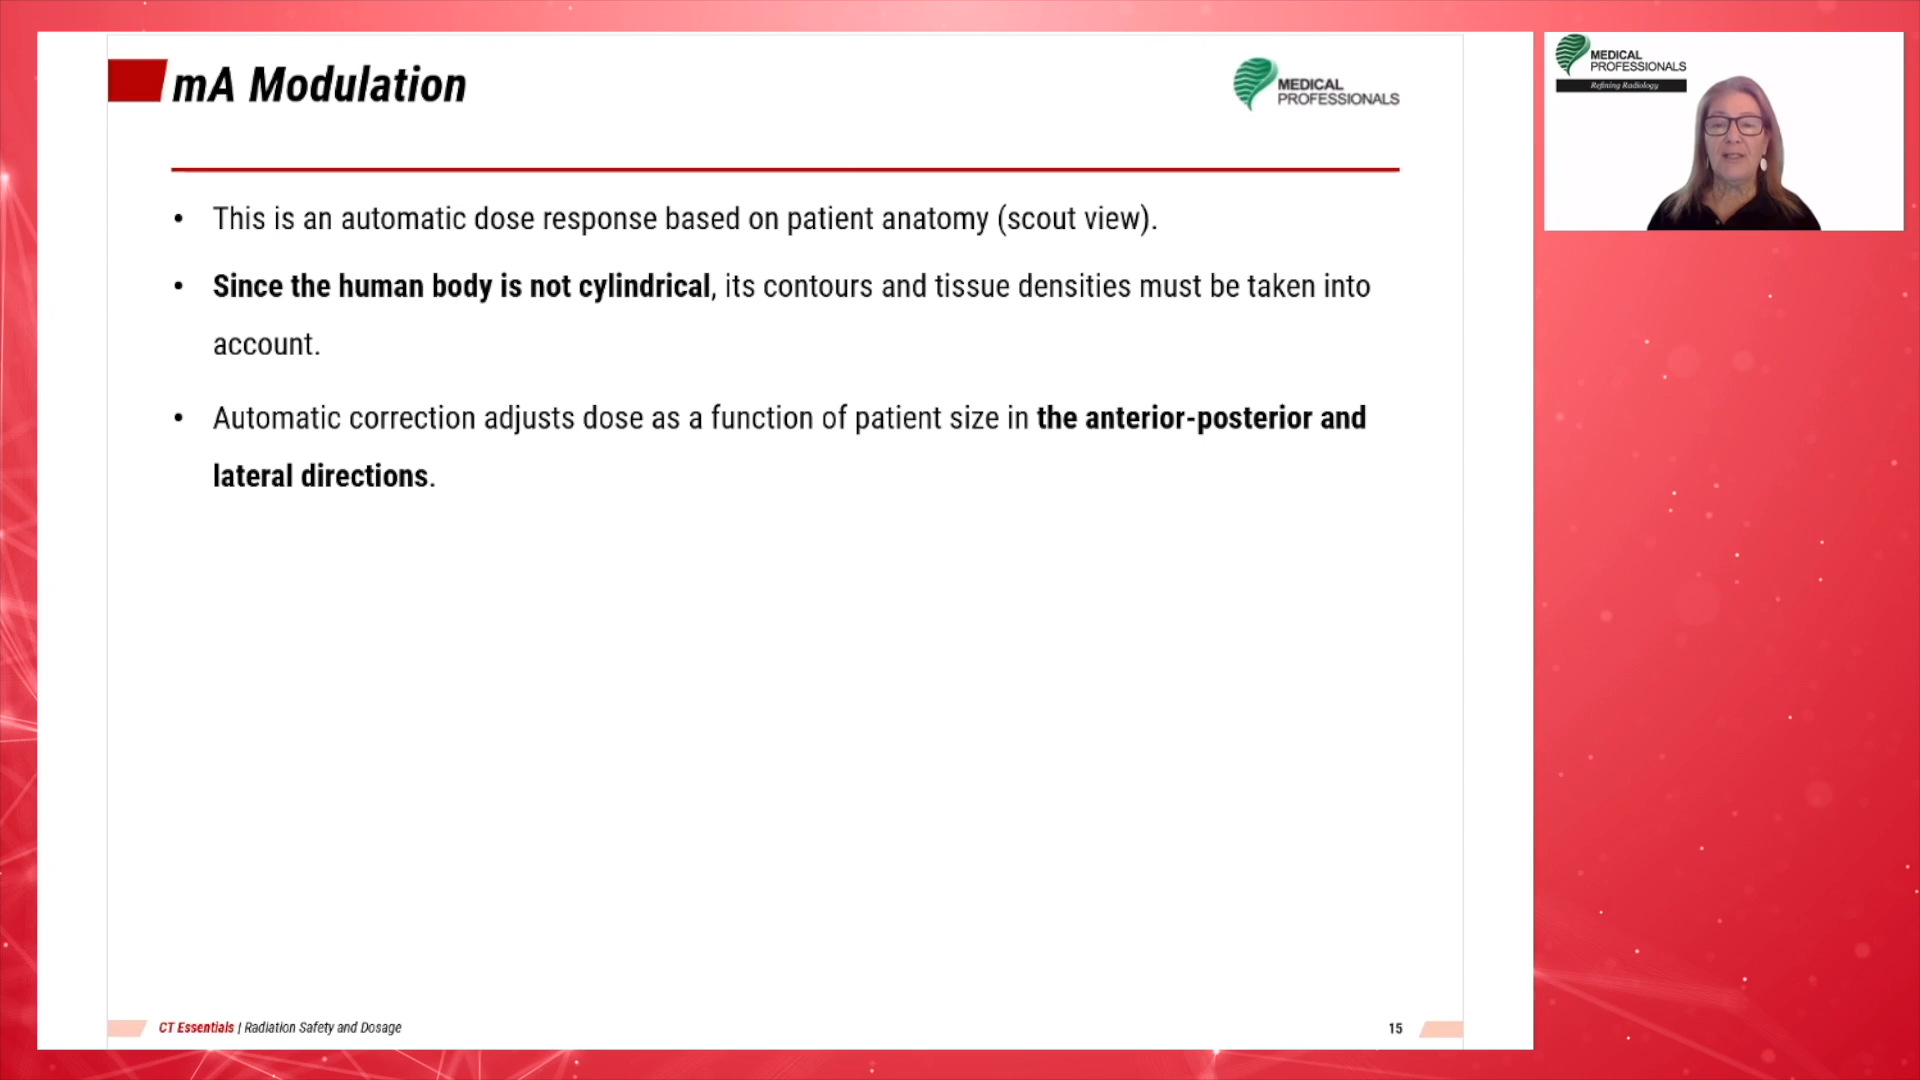 mA Modulation
MEDICAL
PROFESSIONALS
• This is an automatic dose response based on patient anatomy (scout view).
• Since the human body is not cylindrical, its contours and tissue densities must be taken into
account.
• Automatic correction adjusts dose as a function of patient size in the anterior-posterior and
lateral directions.
CT Essentials | Radiation Safety and Dosage
15
MEDICAL
PROFESSIONALS
Refining Radiology